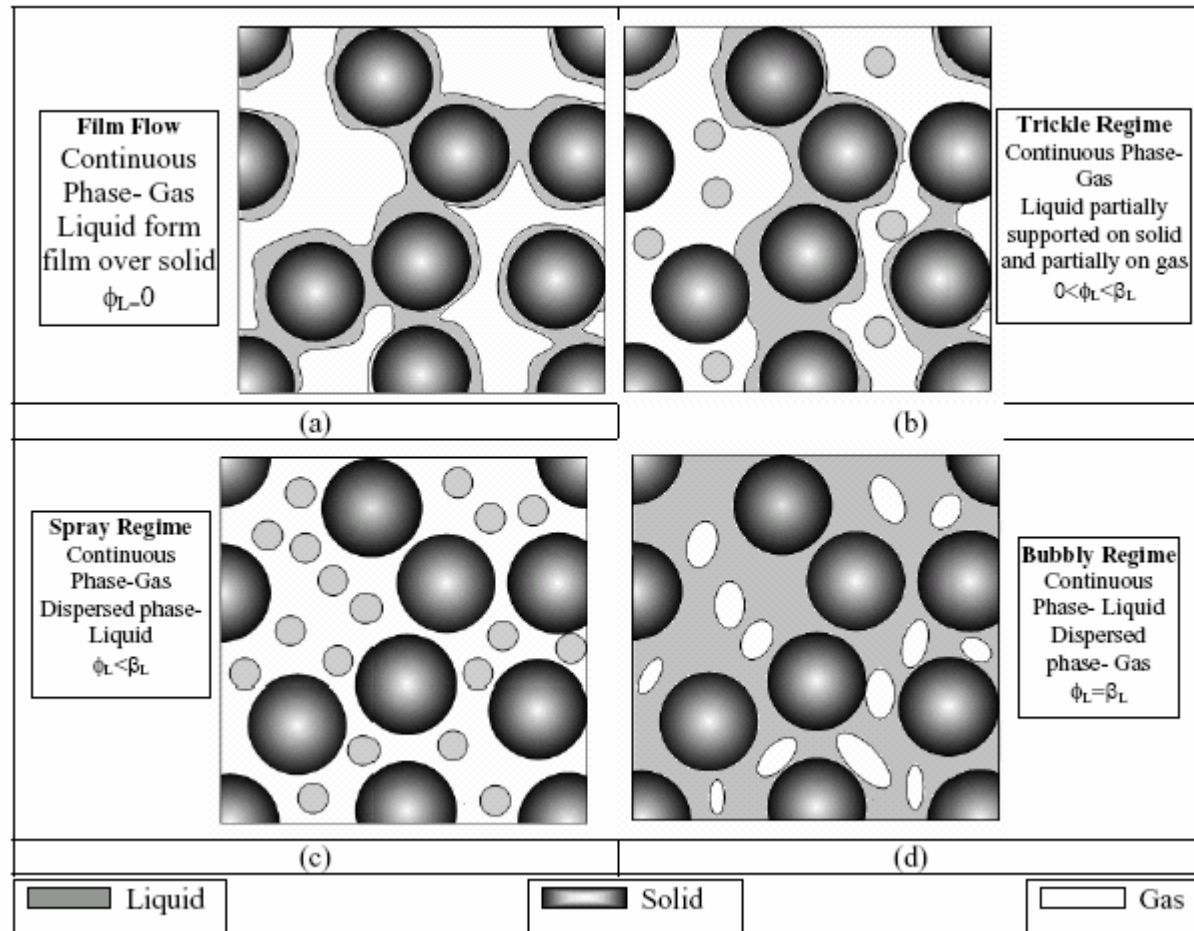 Film Flow
Continuous
Phase- Gas
Liquid form
film over solid
ϕL=0
Trickle Regime
Continuous Phase-
Gas
Liquid partially
supported on solid
and partially on gas
0<ϕL<βL
(a)
(b)
Spray Regime
Continuous
Phase-Gas
Dispersed phase-
Liquid
ϕL<βL
Bubbly Regime
Continuous
Phase- Liquid
Dispersed
phase- Gas
ϕL=βL
(c)
(d)
Liquid
Solid
Gas